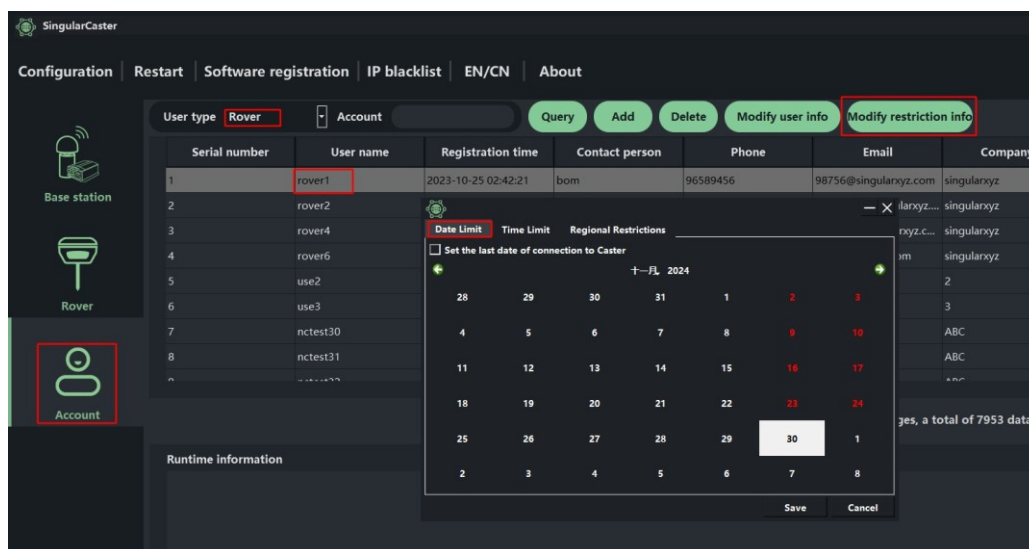 SingularCaster
Configuration Restart Software registration IP blacklist EN/CN About
User type Rover Account Query Add Delete Modify user info Modify restriction info
Serial number User name Registration time Contact person Phone Email Company
Base station
Rover
Account
1 rover1 2023-10-25 02:42:21 bom 96589456 98756@singularxyz.com singularxyz
2 rover2 singularxyz
3 rover4 singularxyz
4 rover6 singularxyz
5 use2 2
6 use3 3
7 nctest30 ABC
8 nctest31 ABC
Date Limit Time Limit Regional Restrictions
Set the last date of connection to Caster
十一月, 2024
28 29 30 31 1 2 3
4 5 6 7 8 9 10
11 12 13 14 15 16 17
18 19 20 21 22 23 24
25 26 27 28 29 30 1
2 3 4 5 6 7 8
Save Cancel
a total of 7953 data
Runtime information